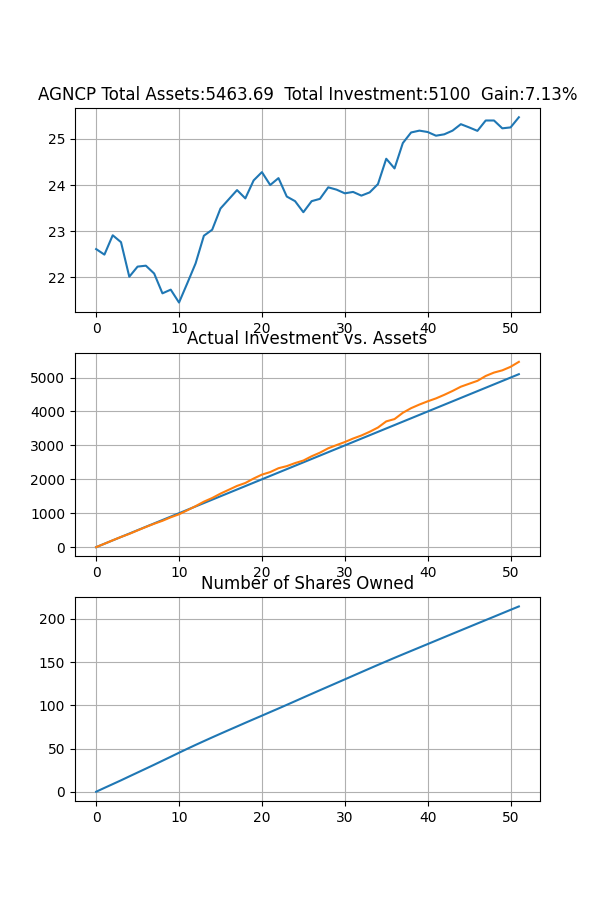 AGNCP Total Assets:5463.69  Total Investment:5100  Gain:7.13%
25
24
23
22
0 10 20 30 40 50
Actual Investment vs. Assets
5000
4000
3000
2000
1000
0
0 10 20 30 40 50
Number of Shares Owned
200
150
100
50
0
0 10 20 30 40 50